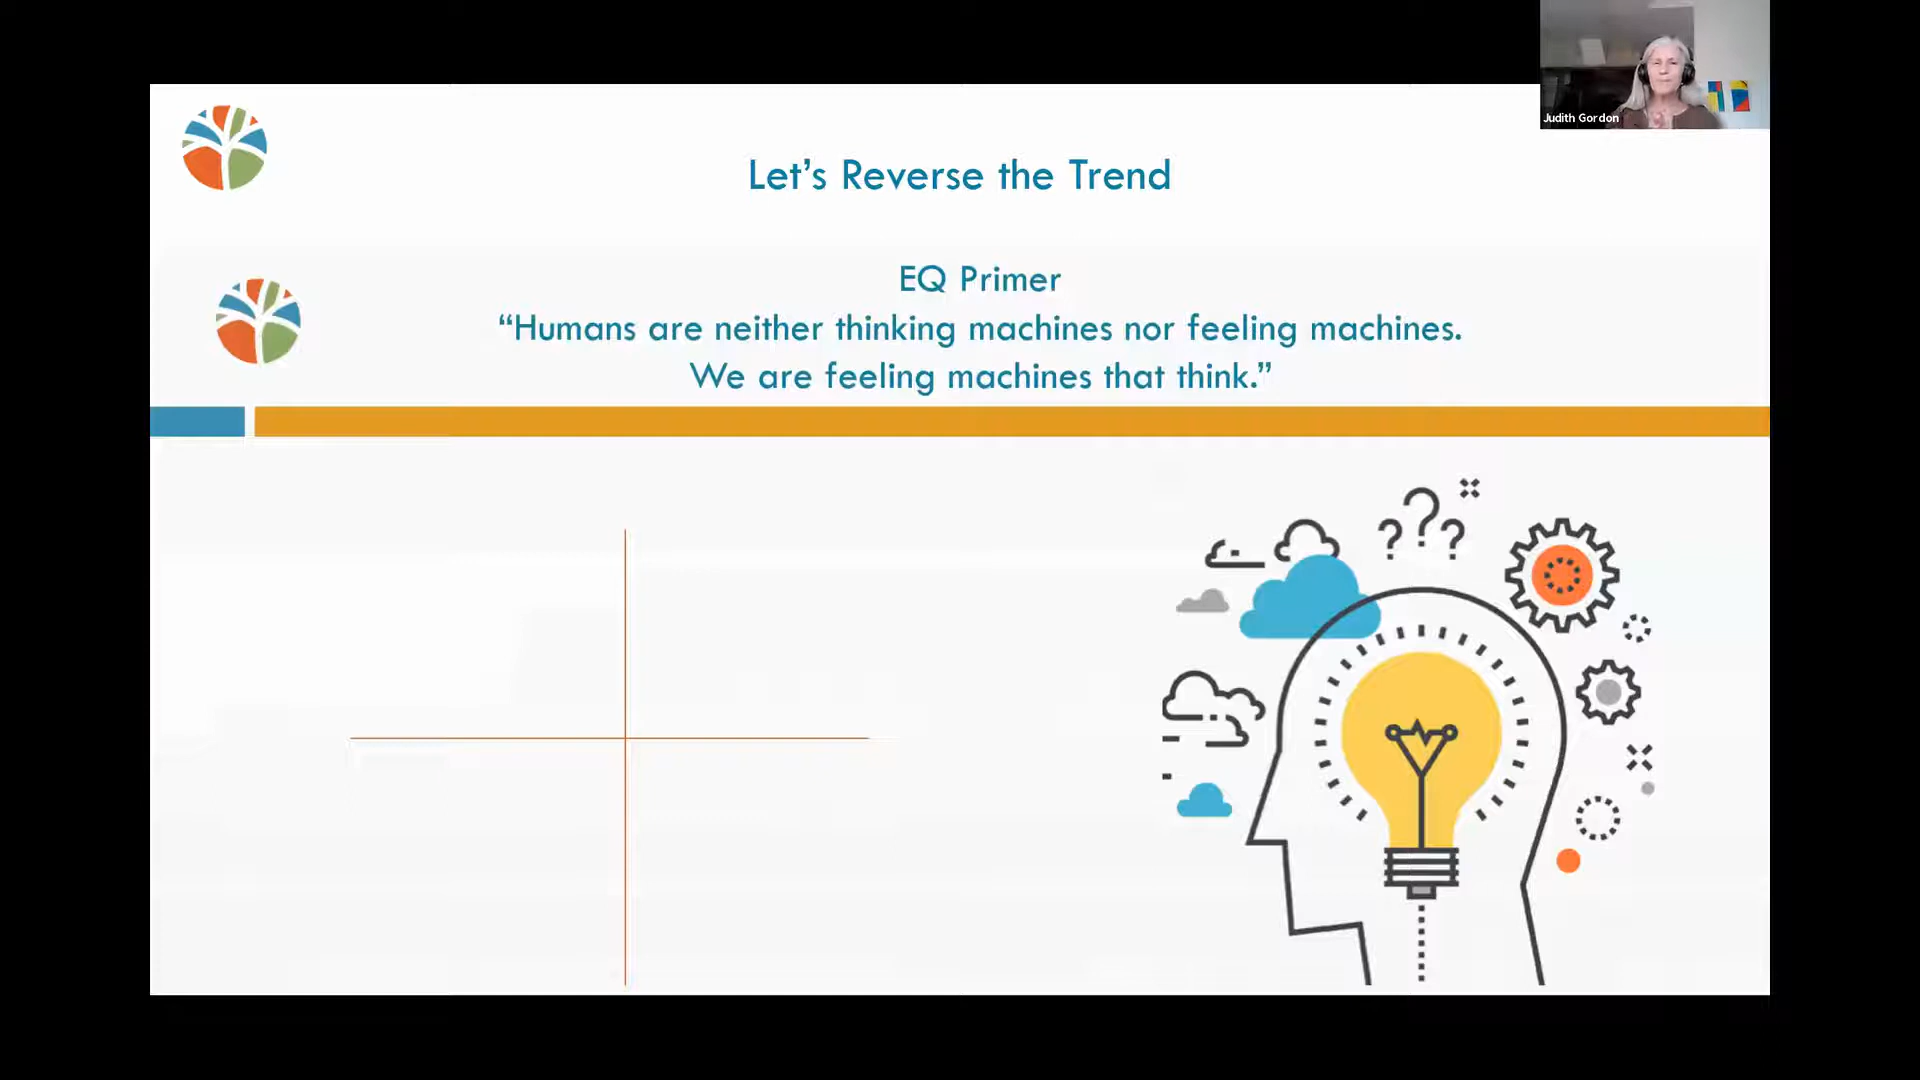 Judith Gordon
Let’s Reverse the Trend
EQ Primer
“Humans are neither thinking machines nor feeling machines.
We are feeling machines that think.”
???